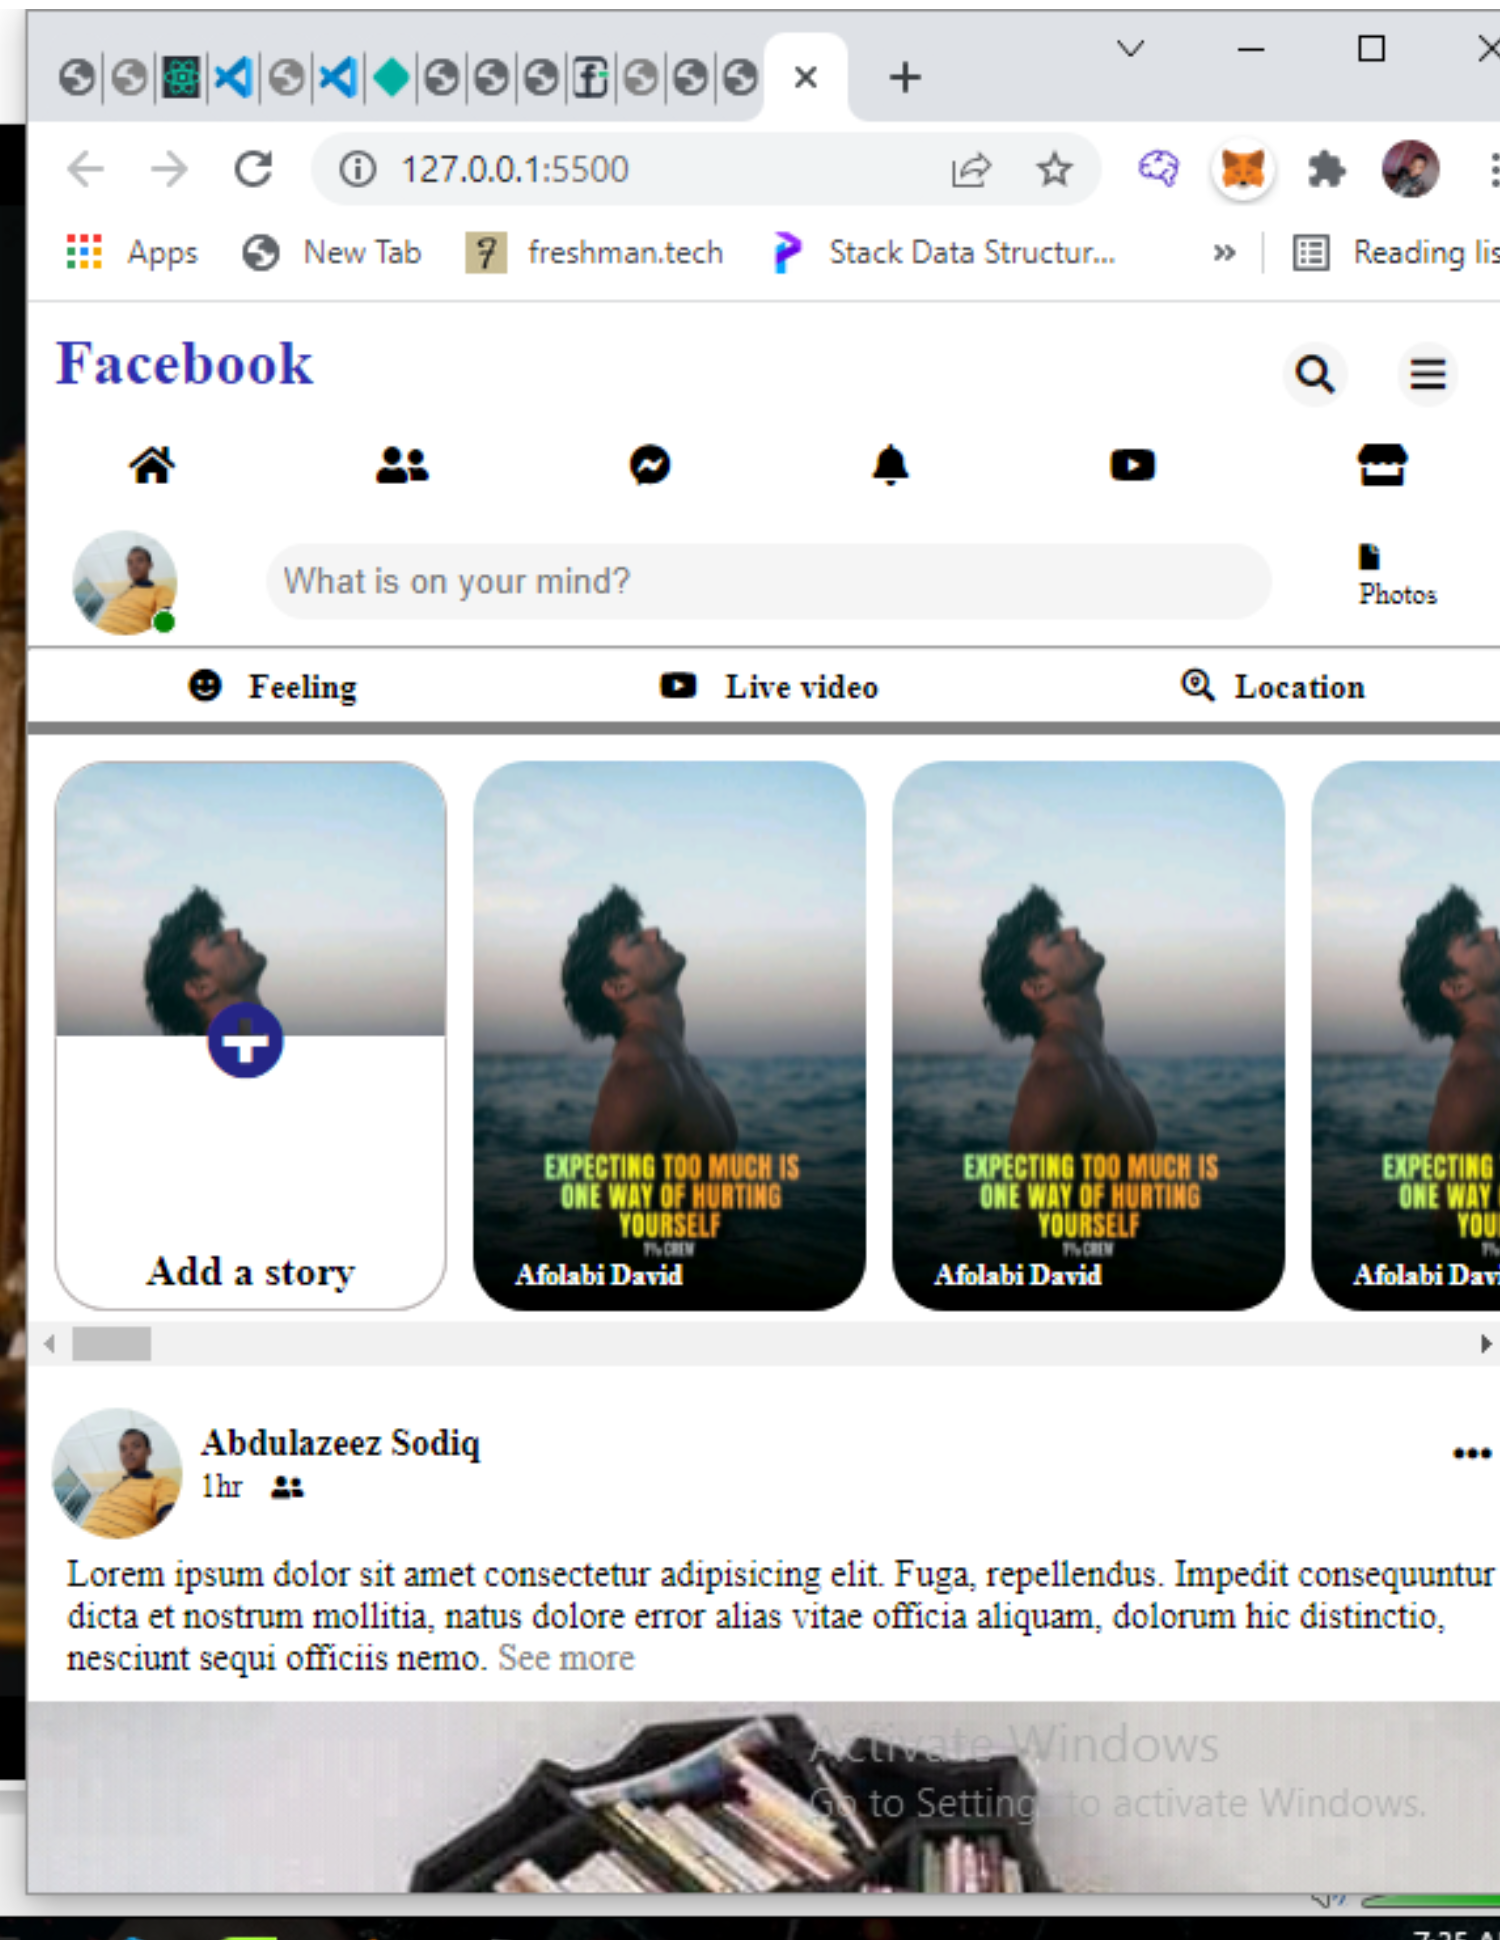 127.0.0.1:5500
Apps New Tab freshman.tech Stack Data Structur... » Reading lis
Facebook
What is on your mind?
Photos
Feeling Live video Location
EXPECTING TOO MUCH IS
ONE WAY OF HURTING
YOURSELF
1% CREW
Afolabi David
EXPECTING TOO MUCH IS
ONE WAY OF HURTING
YOURSELF
1% CREW
Afolabi David
EXPECTING
ONE WAY
YOU
Afolabi Davi
Add a story
Abdulazeez Sodiq
1hr
Lorem ipsum dolor sit amet consectetur adipisicing elit. Fuga, repellendus. Impedit consequuntur
dicta et nostrum mollitia, natus dolore error alias vitae officia aliquam, dolorum hic distinctio,
nesciunt sequi officiis nemo. See more
Activate Windows
Go to Settings to activate Windows.